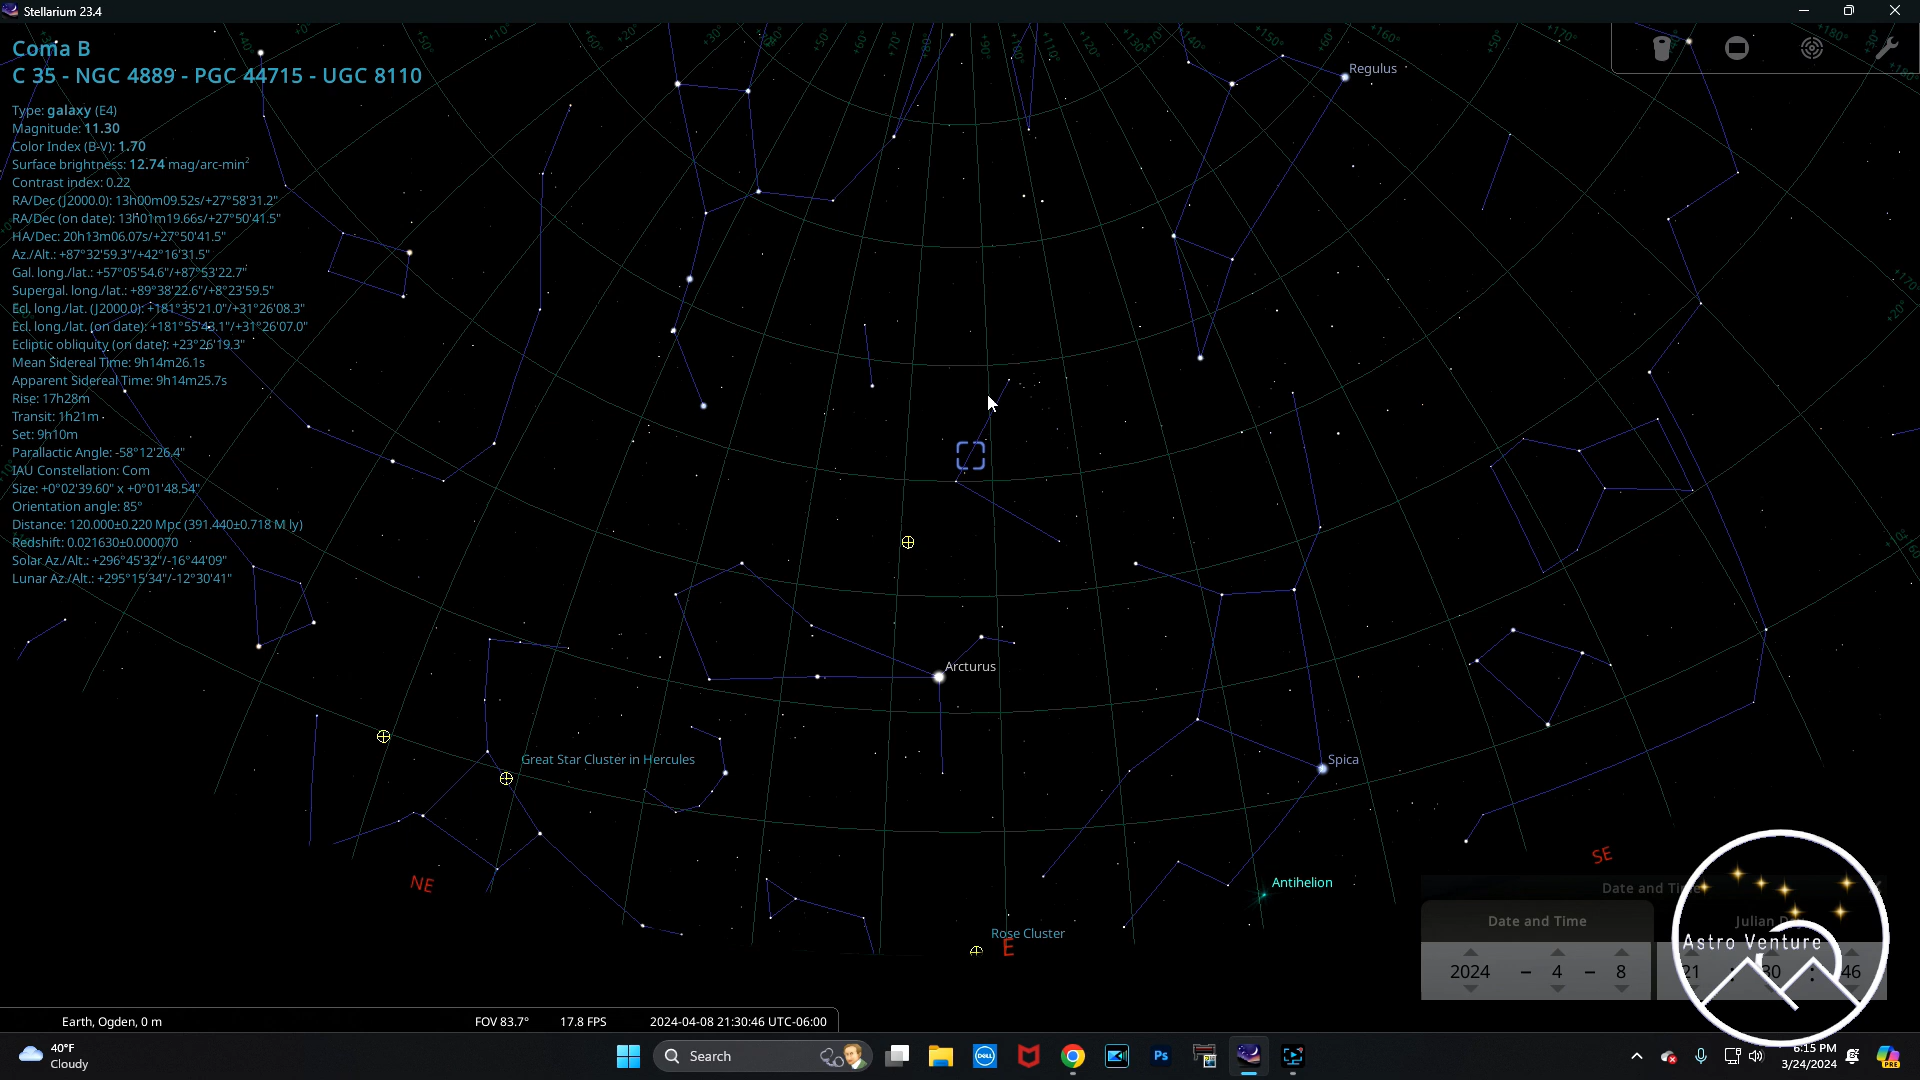 Stellarium 23.4
Coma B
C 35 - NGC 4889 - PGC 44715 - UGC 8110
Type: galaxy (E4)
Magnitude: 11.30
Color Index (B-V): 1.70
Surface brightness: 12.74 mag/arc-min²
Contrast index: 0.22
RA/Dec (J2000.0): 13h00m09.52s/+27°58'31.2"
RA/Dec (on date): 13h01m19.66s/+27°50'41.5"
HA/Dec: 20h13m06.07s/+27°50'41.5"
Az./Alt.: +87°32'59.3"/+42°16'31.5"
Gal. long./lat.: +57°05'54.6"/+87°53'22.7"
Supergal. long./lat.: +89°38'22.6"/+8°23'59.5"
Ecl. long./lat. (J2000.0): +181°35'21.0"/+31°26'08.3"
Ecl. long./lat. (on date): +181°55'43.1"/+31°26'07.0"
Ecliptic obliquity (on date): +23°26'19.3"
Mean Sidereal Time: 9h14m26.1s
Apparent Sidereal Time: 9h14m25.7s
Rise: 17h28m
Transit: 1h21m
Set: 9h10m
Parallactic Angle: -58°12'26.4"
IAU Constellation: Com
Size: +0°02'39.60" x +0°01'48.54"
Orientation angle: 85°
Distance: 120.000±0.220 Mpc (391.440±0.718 M ly)
Redshift: 0.021630±0.000070
Solar Az./Alt.: +296°45'32"/-16°44'09"
Lunar Az./Alt.: +295°15'34"/-12°30'41"
Regulus
Arcturus
Great Star Cluster in Hercules
Spica
NE
SE
Antihelion
Rose Cluster
E
Date and Time
Date and Time
Julian
2024 - 4 - 8
21 : 30 : 46
Astro Venture
Earth, Ogden, 0 m
FOV 83.7°
17.8 FPS
2024-04-08 21:30:46 UTC-06:00
40°F
Cloudy
Search
DELL
Ps
6:15 PM
3/24/2024
PRE